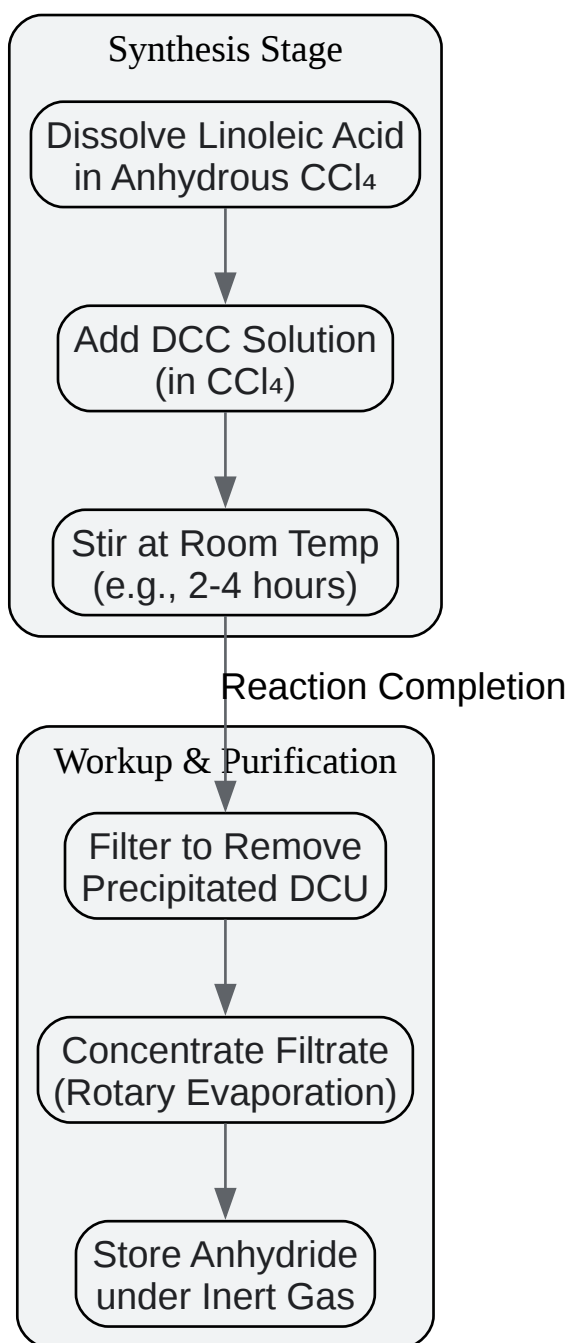 Synthesis Stage
Dissolve Linoleic Acid
in Anhydrous CCl₄
Add DCC Solution
(in CCl₄)
Stir at Room Temp
(e.g., 2-4 hours)
Reaction Completion
Workup & Purification
Filter to Remove
Precipitated DCU
Concentrate Filtrate
(Rotary Evaporation)
Store Anhydride
under Inert Gas